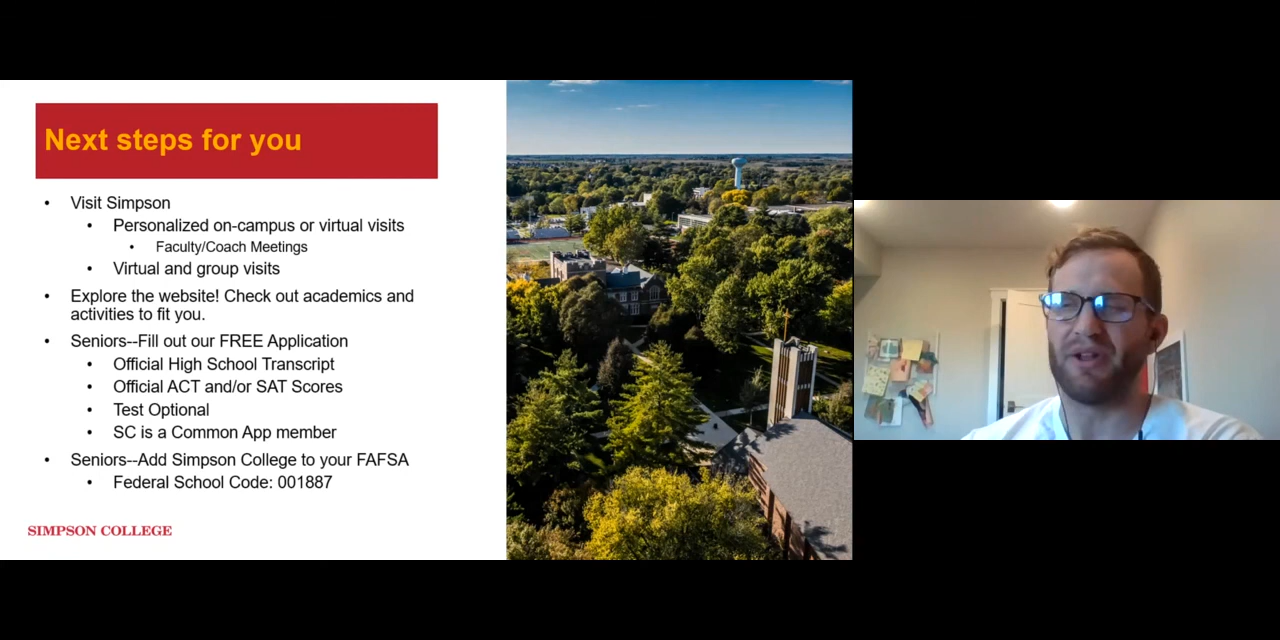 Next steps for you
• Visit Simpson
• Personalized on-campus or virtual visits
• Faculty/Coach Meetings
• Virtual and group visits
• Explore the website! Check out academics and
activities to fit you.
• Seniors--Fill out our FREE Application
• Official High School Transcript
• Official ACT and/or SAT Scores
• Test Optional
• SC is a Common App member
• Seniors--Add Simpson College to your FAFSA
• Federal School Code: 001887
SIMPSON COLLEGE